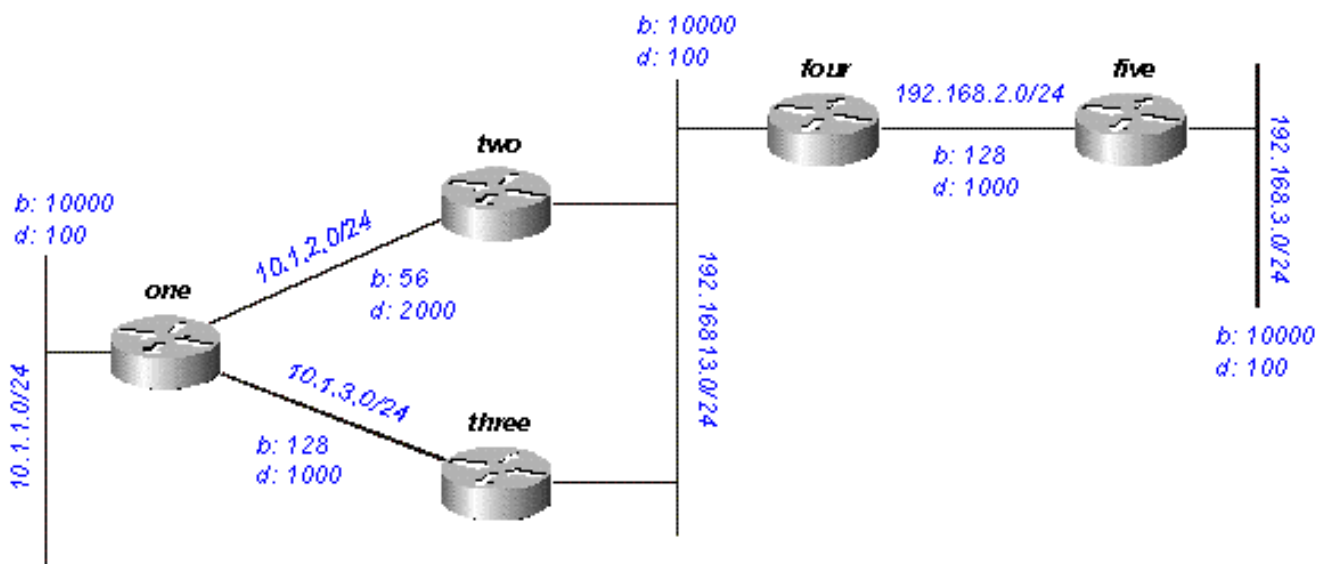 b: 10000
d: 100
four
five
192.168.2.0/24
b: 128
d: 1000
192.168.3.0/24
b: 10000
d: 100
two
b: 10000
d: 100
10.1.2.0/24
b: 56
d: 2000
one
10.1.1.0/24
10.1.3.0/24
b: 128
d: 1000
three
192.16813.0/24